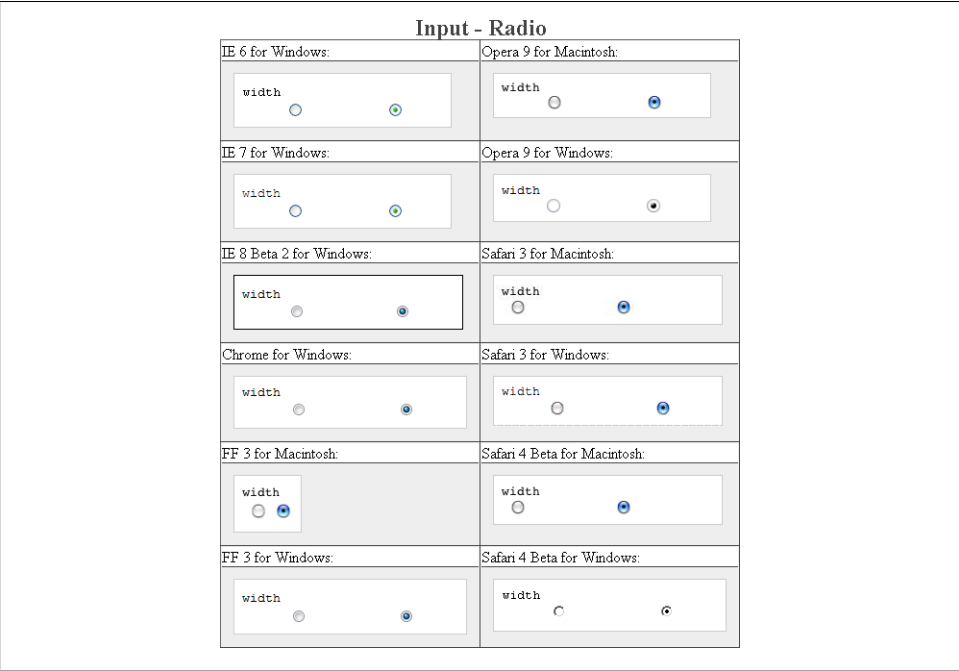 Input - Radio
IE 6 for Windows:
Opera 9 for Macintosh:
width
width
IE 7 for Windows:
Opera 9 for Windows:
width
width
IE 8 Beta 2 for Windows:
Safari 3 for Macintosh:
width
width
Chrome for Windows:
Safari 3 for Windows:
width
width
FF 3 for Macintosh:
Safari 4 Beta for Macintosh:
width
width
FF 3 for Windows:
Safari 4 Beta for Windows:
width
width